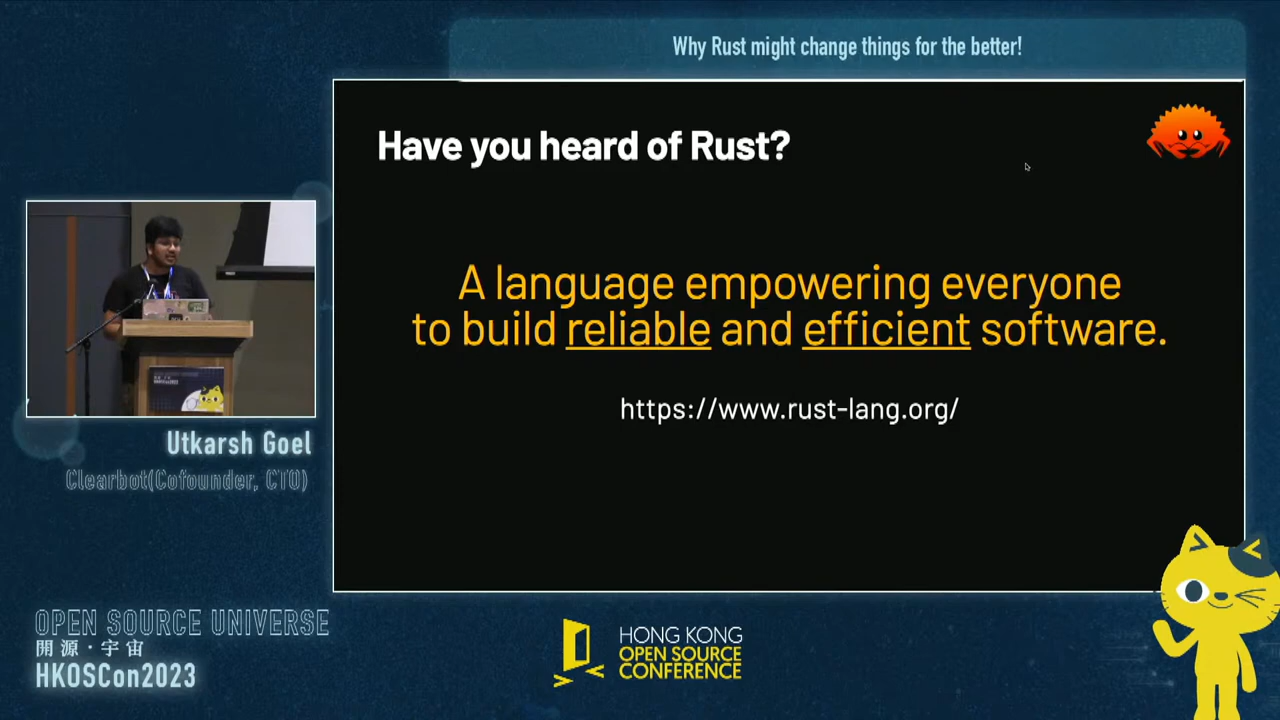 Why Rust might change things for the better!
Have you heard of Rust?
A language empowering everyone
to build reliable and efficient software.
https://www.rust-lang.org/
Utkarsh Goel
Clearbot(Cofounder, CTO)
OPEN SOURCE UNIVERSE
開源·宇宙
HKOSCon2023
HONG KONG
OPEN SOURCE
CONFERENCE